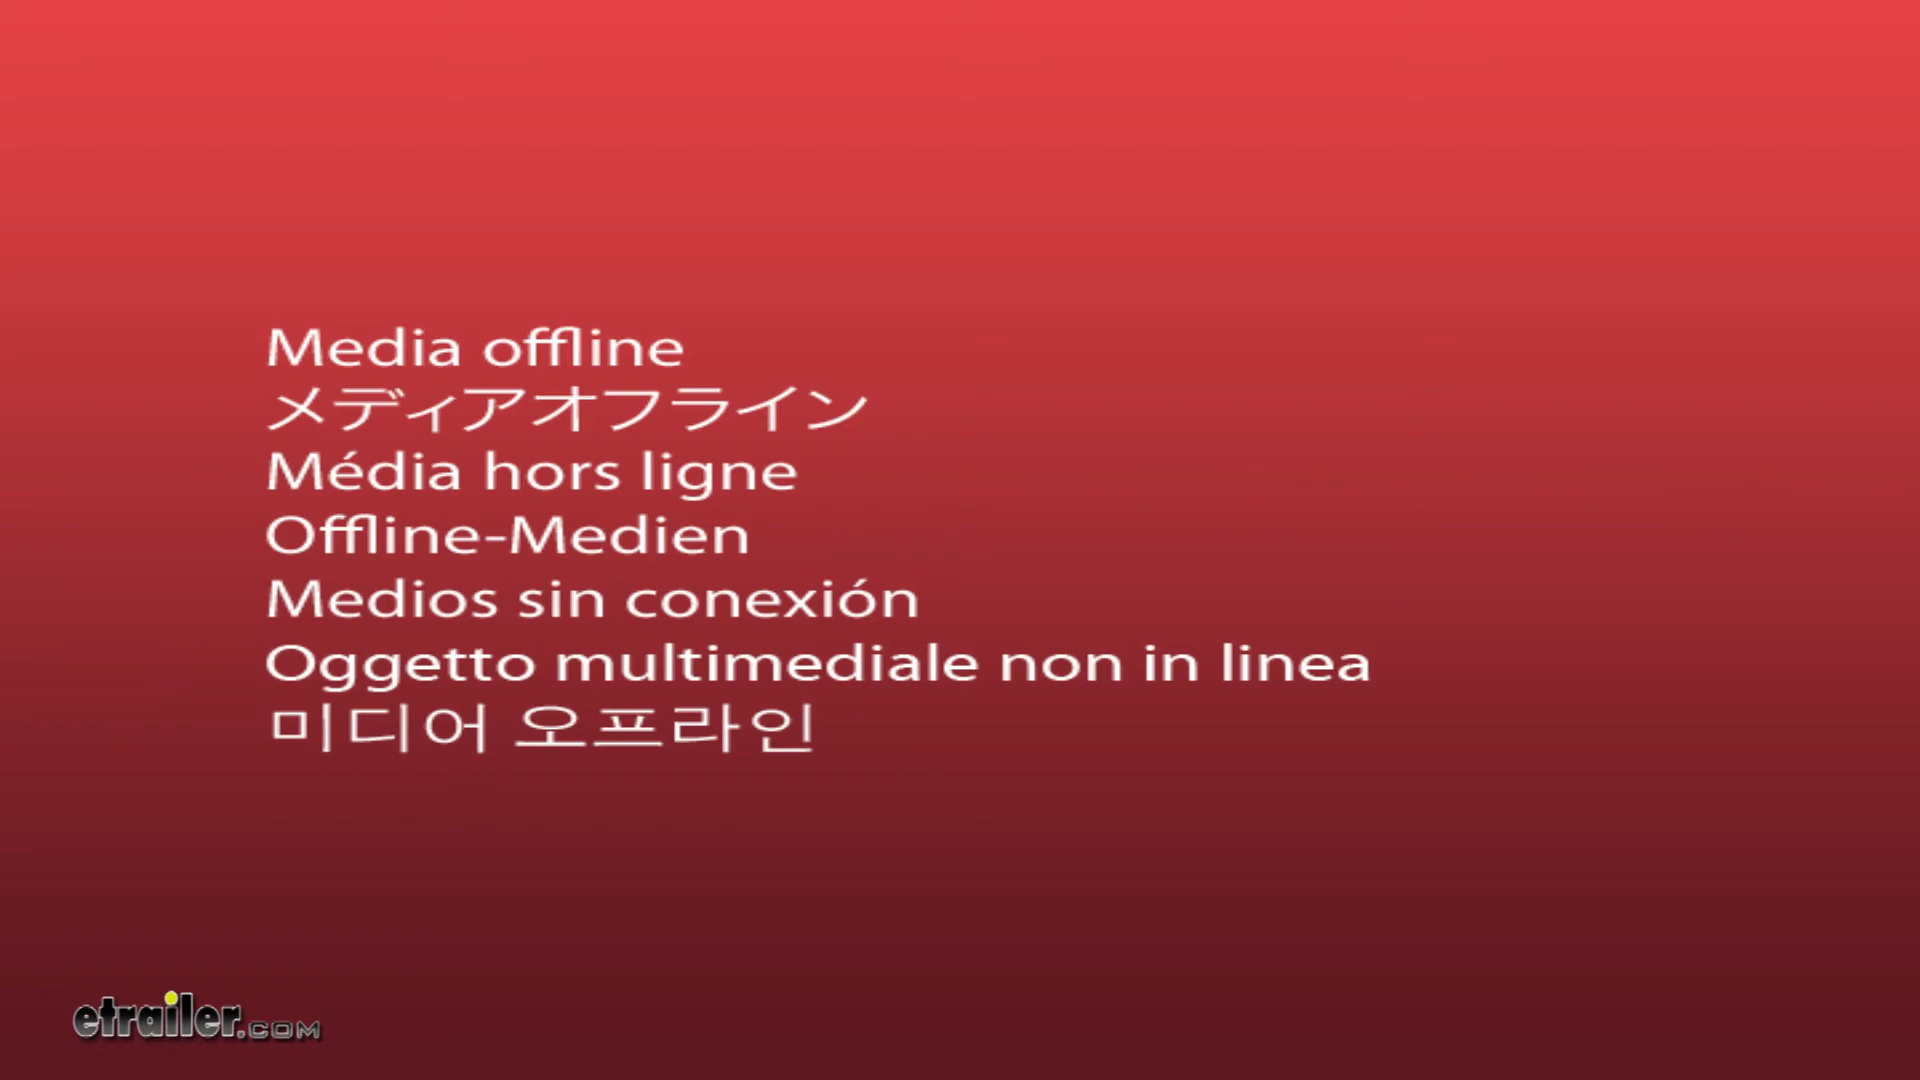 Media offline
メディアオフライン
Média hors ligne
Offline-Medien
Medios sin conexión
Oggetto multimediale non in linea
미디어 오프라인
etrailer.com